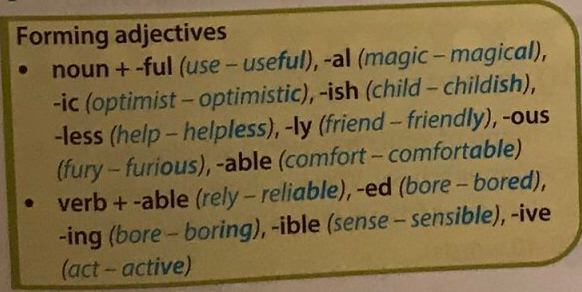 Forming adjectives
• noun + -ful (use – useful), -al (magic – magical),
-ic (optimist – optimistic), -ish (child – childish),
-less (help – helpless), -ly (friend – friendly), -ous
(fury – furious), -able (comfort – comfortable)
• verb + -able (rely – reliable), -ed (bore – bored),
-ing (bore – boring), -ible (sense – sensible), -ive
(act – active)